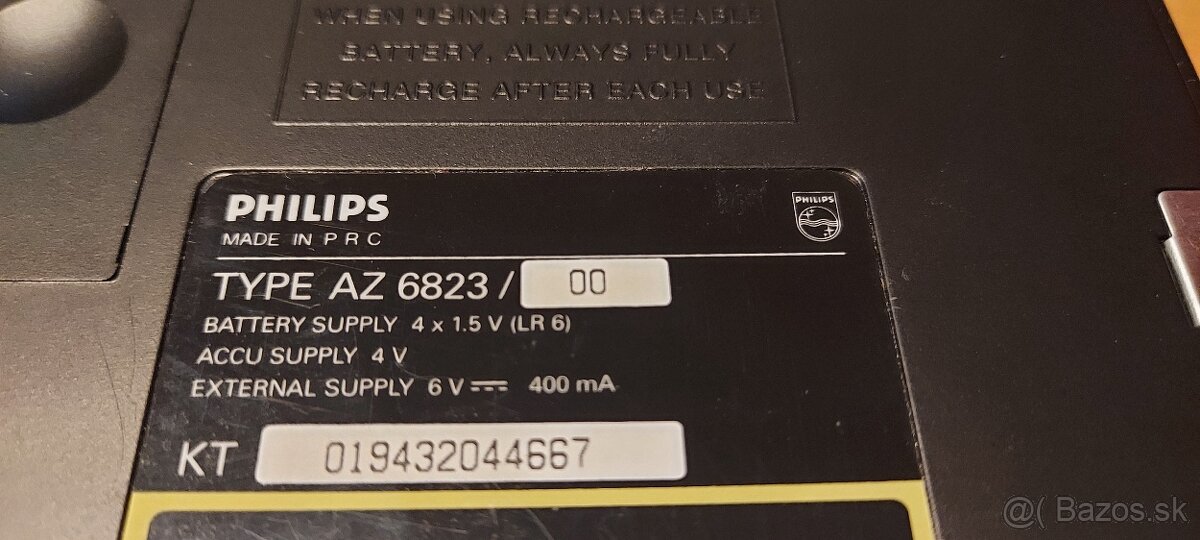 WHEN USING RECHARGEABLE
BATTERY, ALWAYS FULLY
RECHARGE AFTER EACH USE
PHILIPS
PHILIPS
MADE IN P R C
TYPE AZ 6823 / 00
BATTERY SUPPLY 4 x 1.5 V (LR 6)
ACCU SUPPLY 4 V
EXTERNAL SUPPLY 6 V ⎓ 400 mA
KT 019432044667
@( Bazos.sk